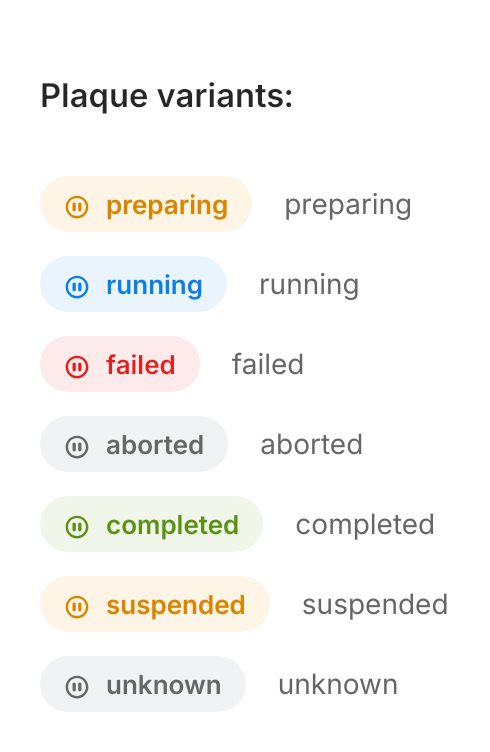 Plaque variants:
preparing preparing
running running
failed failed
aborted aborted
completed completed
suspended suspended
unknown unknown